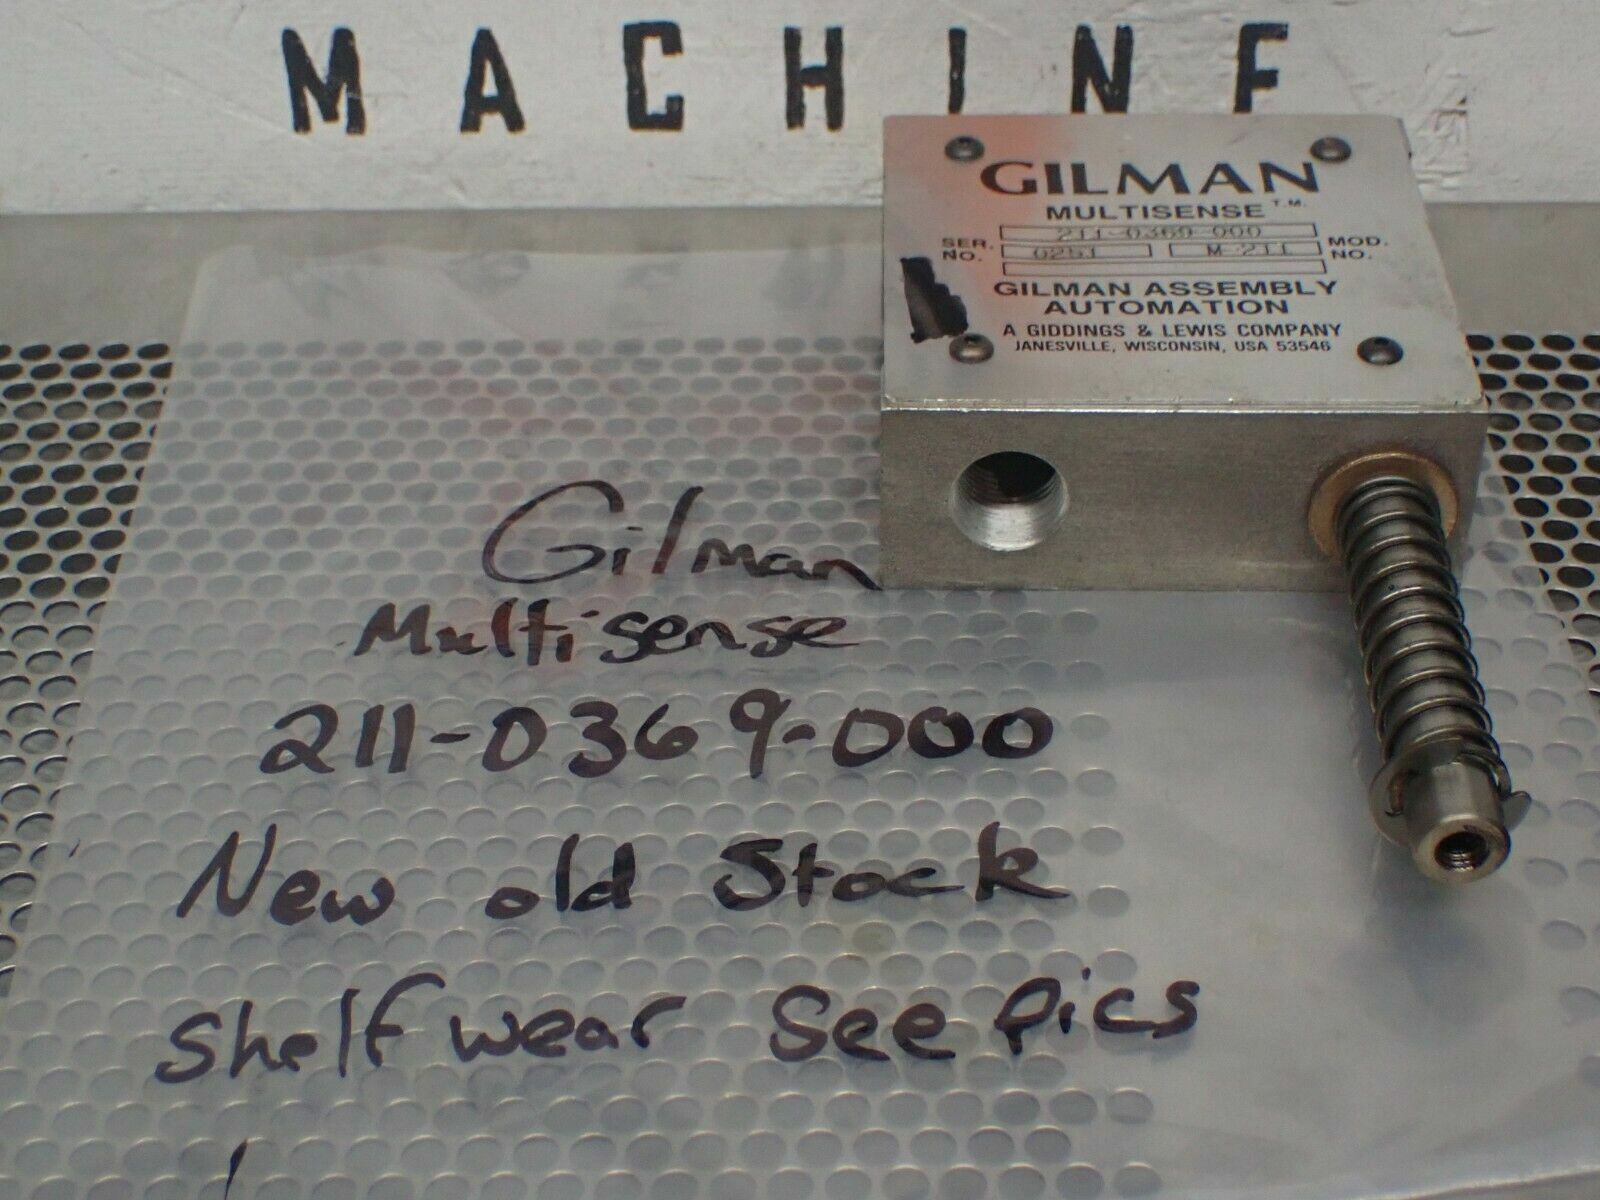 MACHINE
GILMAN
MULTISENSE T.M.
211-0369-000
SER. NO. 0251 M-211 MOD. NO.
GILMAN ASSEMBLY
AUTOMATION
A GIDDINGS & LEWIS COMPANY
JANESVILLE, WISCONSIN, USA 53546
Gilman
Multisense
211-0369-000
New old Stock
Shelf wear See Pics